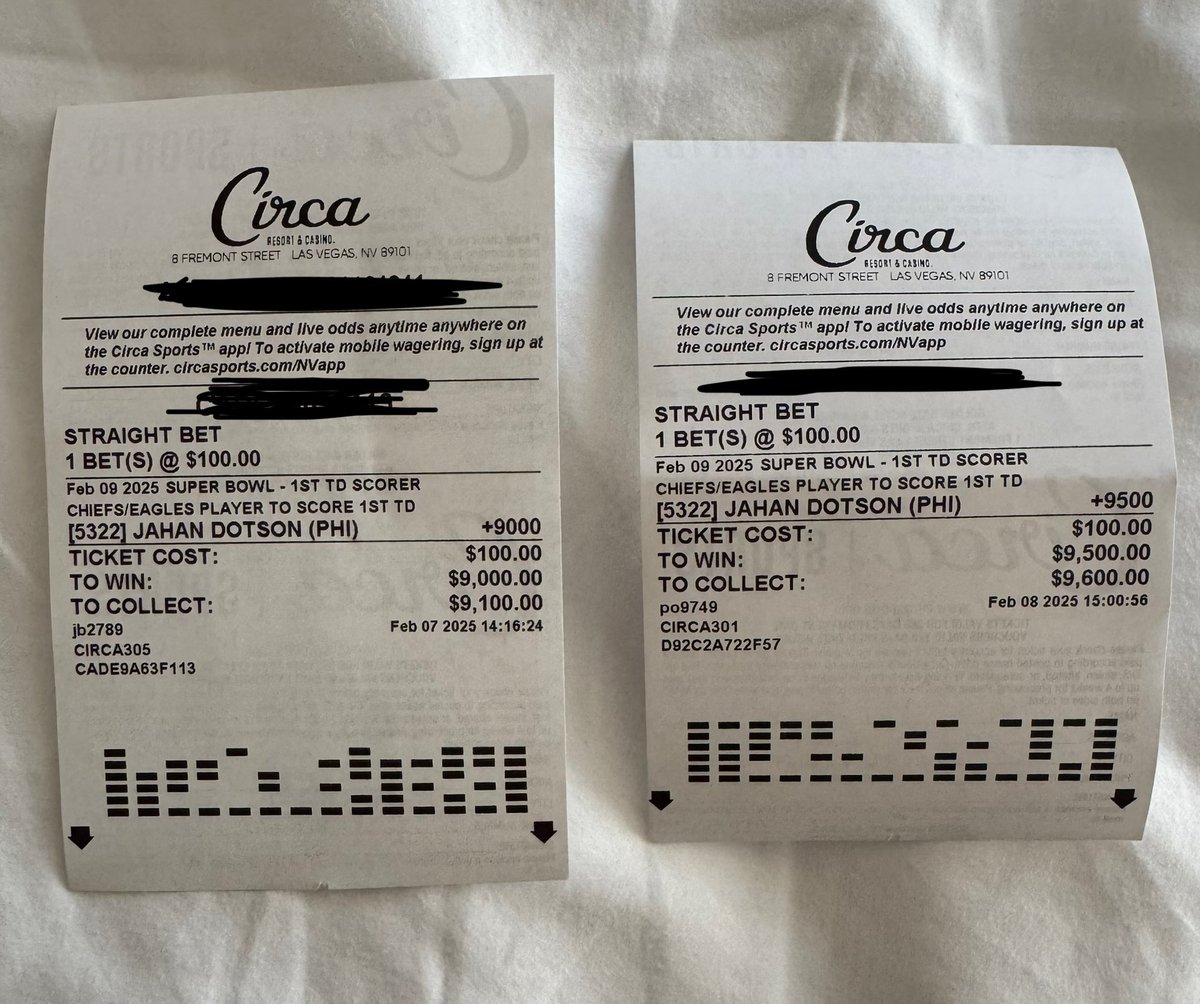 Circa
RESORT & CASINO.
8 FREMONT STREET LAS VEGAS, NV 89101
View our complete menu and live odds anytime anywhere on
the Circa Sports™ app! To activate mobile wagering, sign up at
the counter. circasports.com/NVapp
STRAIGHT BET
1 BET(S) @ $100.00
Feb 09 2025 SUPER BOWL - 1ST TD SCORER
CHIEFS/EAGLES PLAYER TO SCORE 1ST TD
[5322] JAHAN DOTSON (PHI) +9000
TICKET COST: $100.00
TO WIN: $9,000.00
TO COLLECT: $9,100.00
jb2789 Feb 07 2025 14:16:24
CIRCA305
CADE9A63F113
Circa
RESORT & CASINO.
8 FREMONT STREET LAS VEGAS, NV 89101
View our complete menu and live odds anytime anywhere on
the Circa Sports™ app! To activate mobile wagering, sign up at
the counter. circasports.com/NVapp
STRAIGHT BET
1 BET(S) @ $100.00
Feb 09 2025 SUPER BOWL - 1ST TD SCORER
CHIEFS/EAGLES PLAYER TO SCORE 1ST TD
[5322] JAHAN DOTSON (PHI) +9500
TICKET COST: $100.00
TO WIN: $9,500.00
TO COLLECT: $9,600.00
po9749 Feb 08 2025 15:00:56
CIRCA301
D92C2A722F57